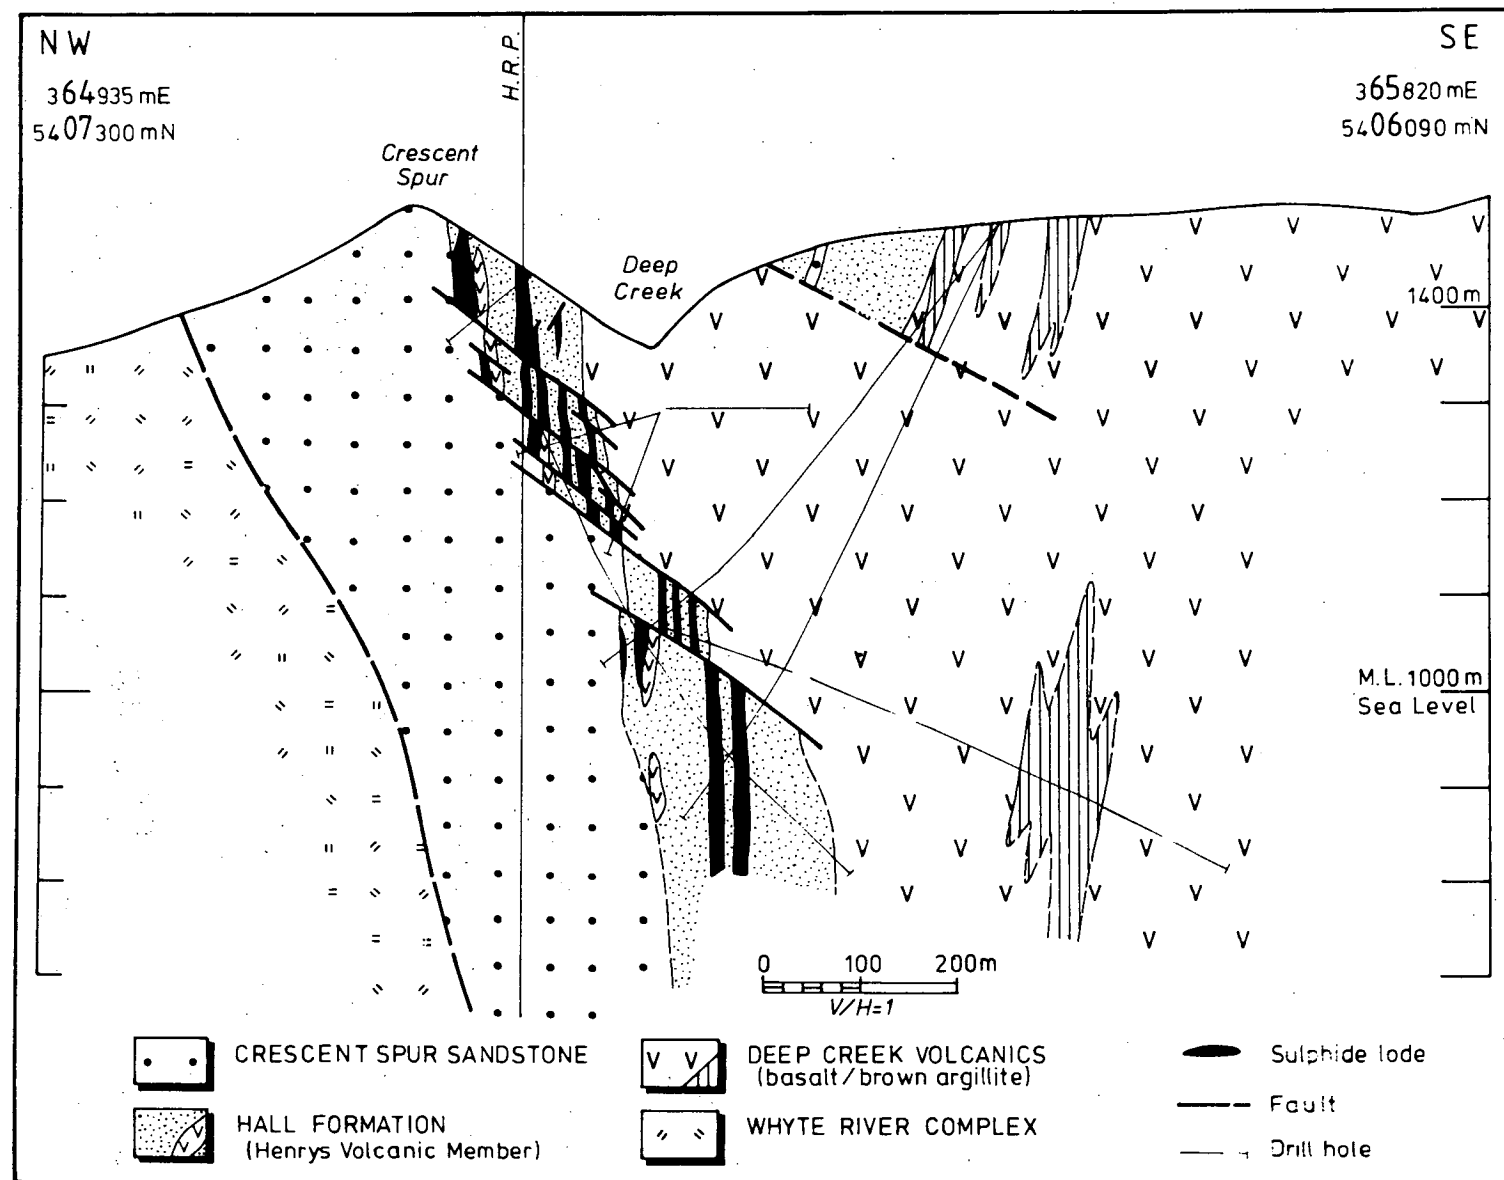 NW
364935 mE
5407300 mN
H.R.P.
SE
365820 mE
5406090 mN
Crescent
Spur
Deep
Creek
1400m
M.L. 1000 m
Sea Level
0 100 200m
V/H=1
CRESCENT SPUR SANDSTONE
HALL FORMATION
(Henrys Volcanic Member)
DEEP CREEK VOLCANICS
(basalt/brown argillite)
WHYTE RIVER COMPLEX
Sulphide lode
Fault
Drill hole